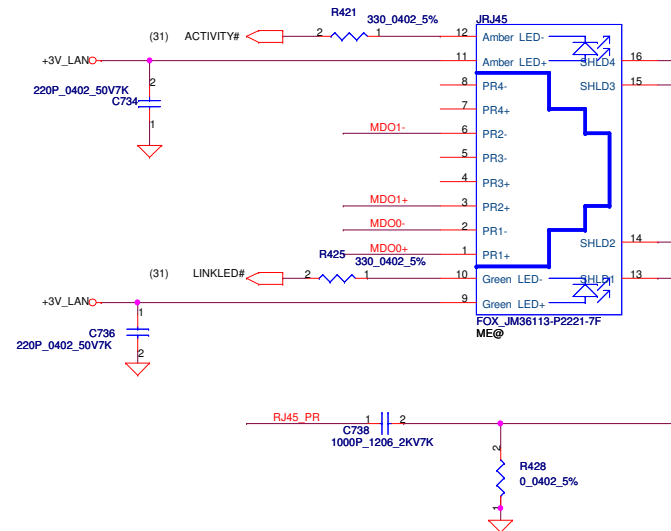 R421
330_0402_5%
JRJ45
(31) ACTIVITY#
2
1
12
Amber LED-
+3V_LAN
11
Amber LED+
SHLD4
16
8
PR4-
SHLD3
15
220P_0402_50V7K
2
C734
1
7
PR4+
MDO1-
6
PR2-
5
PR3-
4
PR3+
MDO1+
3
PR2+
MDO0-
2
PR1-
SHLD2
14
MDO0+
1
PR1+
R425
330_0402_5%
(31) LINKLED#
2
1
10
Green LED-
SHLD1
13
+3V_LAN
9
Green LED+
1
C736
220P_0402_50V7K
2
FOX_JM36113-P2221-7F
ME@
RJ45_PR
1
2
C738
1000P_1206_2KV7K
2
R428
0_0402_5%
1